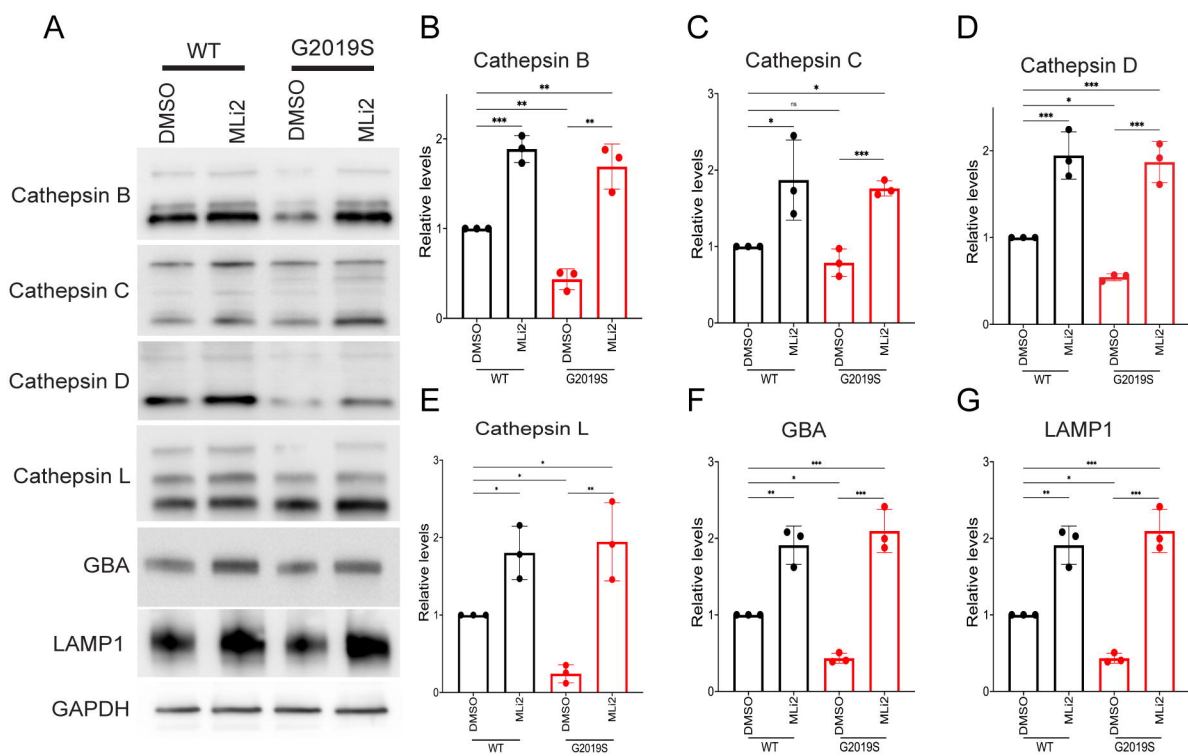 A
WT
G2019S
DMSO
MLi2
DMSO
MLi2
Cathepsin B
Cathepsin C
Cathepsin D
Cathepsin L
GBA
LAMP1
GAPDH
B
Cathepsin B
Relative levels
2
1
0
**
**
***
**
DMSO
MLi2
DMSO
MLi2
WT
G2019S
C
Cathepsin C
Relative levels
3
2
1
0
*
ns
*
***
DMSO
MLi2
DMSO
MLi2
WT
G2019S
D
Cathepsin D
Relative levels
2
1
0
***
*
***
***
DMSO
MLi2
DMSO
MLi2
WT
G2019S
E
Cathepsin L
Relative levels
3
2
1
0
*
*
*
**
DMSO
MLi2
DMSO
MLi2
WT
G2019S
F
GBA
Relative levels
3
2
1
0
***
*
**
***
DMSO
MLi2
DMSO
MLi2
WT
G2019S
G
LAMP1
Relative levels
3
2
1
0
***
*
**
***
DMSO
MLi2
DMSO
MLi2
WT
G2019S